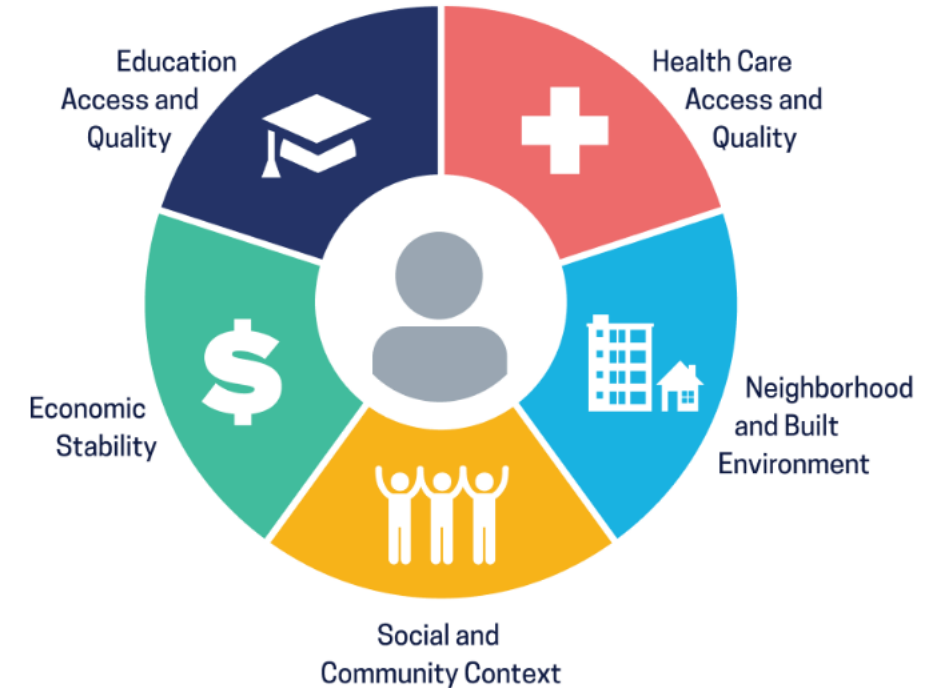 Education
Access and
Quality
Health Care
Access and
Quality
Economic
Stability
Neighborhood
and Built
Environment
Social and
Community Context